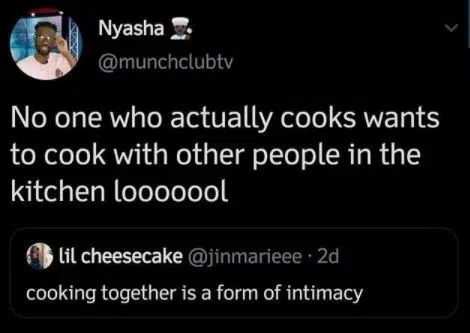 Nyasha
@munchclubtv
No one who actually cooks wants
to cook with other people in the
kitchen looooool
lil cheesecake @jinmarieee · 2d
cooking together is a form of intimacy